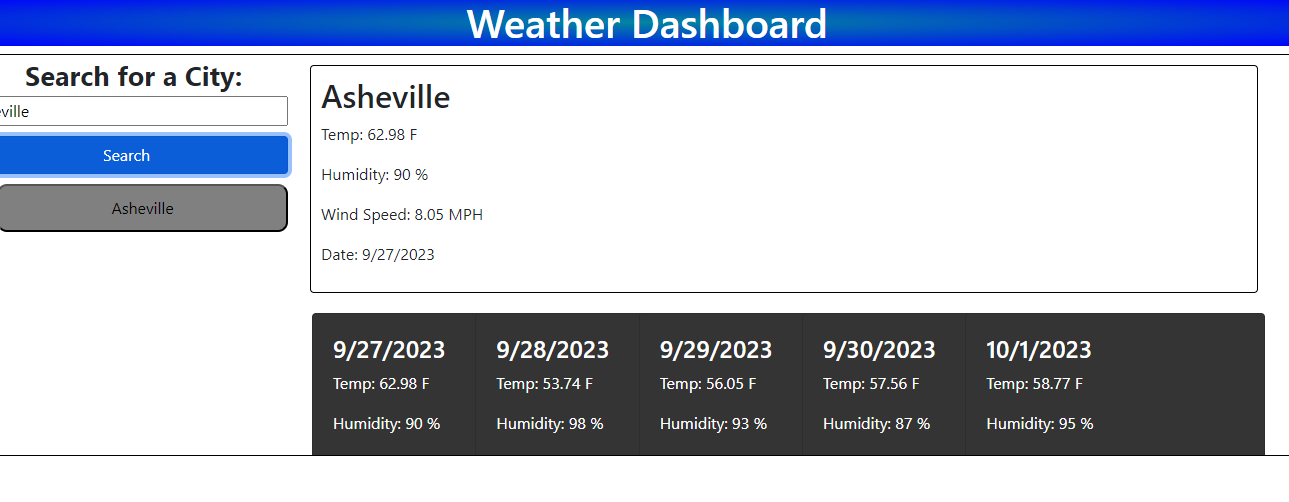 Weather Dashboard
Search for a City:
ville
Search
Asheville
Asheville
Temp: 62.98 F
Humidity: 90 %
Wind Speed: 8.05 MPH
Date: 9/27/2023
9/27/2023 9/28/2023 9/29/2023 9/30/2023 10/1/2023
Temp: 62.98 F Temp: 53.74 F Temp: 56.05 F Temp: 57.56 F Temp: 58.77 F
Humidity: 90 % Humidity: 98 % Humidity: 93 % Humidity: 87 % Humidity: 95 %